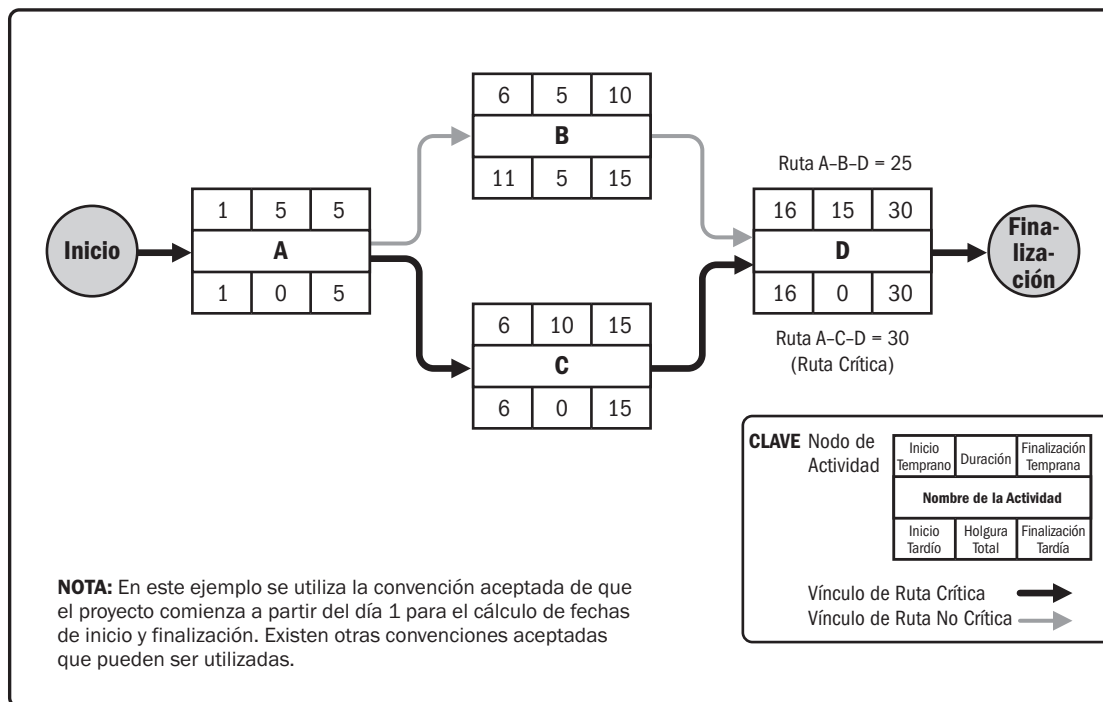 Inicio
1 5 5
A
1 0 5
6 5 10
B
11 5 15
6 10 15
C
6 0 15
Ruta A–B–D = 25
16 15 30
D
16 0 30
Ruta A–C–D = 30
(Ruta Crítica)
Fina-
liza-
ción
CLAVE Nodo de
Actividad
Inicio
Temprano
Duración
Finalización
Temprana
Nombre de la Actividad
Inicio
Tardío
Holgura
Total
Finalización
Tardía
Vínculo de Ruta Crítica
Vínculo de Ruta No Crítica
NOTA: En este ejemplo se utiliza la convención aceptada de que
el proyecto comienza a partir del día 1 para el cálculo de fechas
de inicio y finalización. Existen otras convenciones aceptadas
que pueden ser utilizadas.